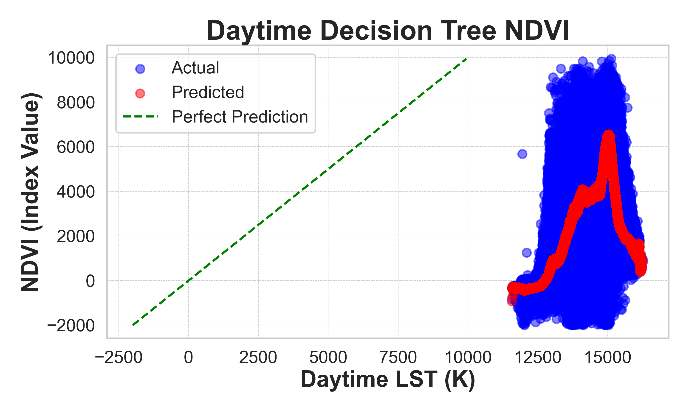 Daytime Decision Tree NDVI
10000
8000
6000
4000
2000
0
−2000
NDVI (Index Value)
Actual
Predicted
Perfect Prediction
−2500 0 2500 5000 7500 10000 12500 15000
Daytime LST (K)